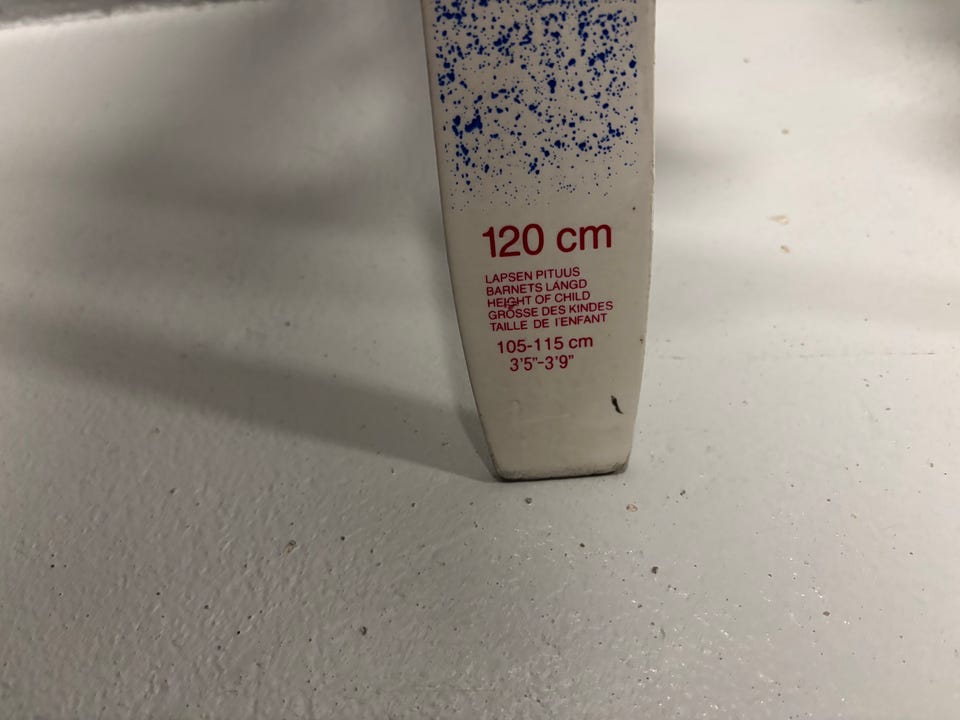 120 cm
LAPSEN PITUUS
BARNETS LÄNGD
HEIGHT OF CHILD
GRÖSSE DES KINDES
TAILLE DE l'ENFANT
105-115 cm
3'5"-3'9"